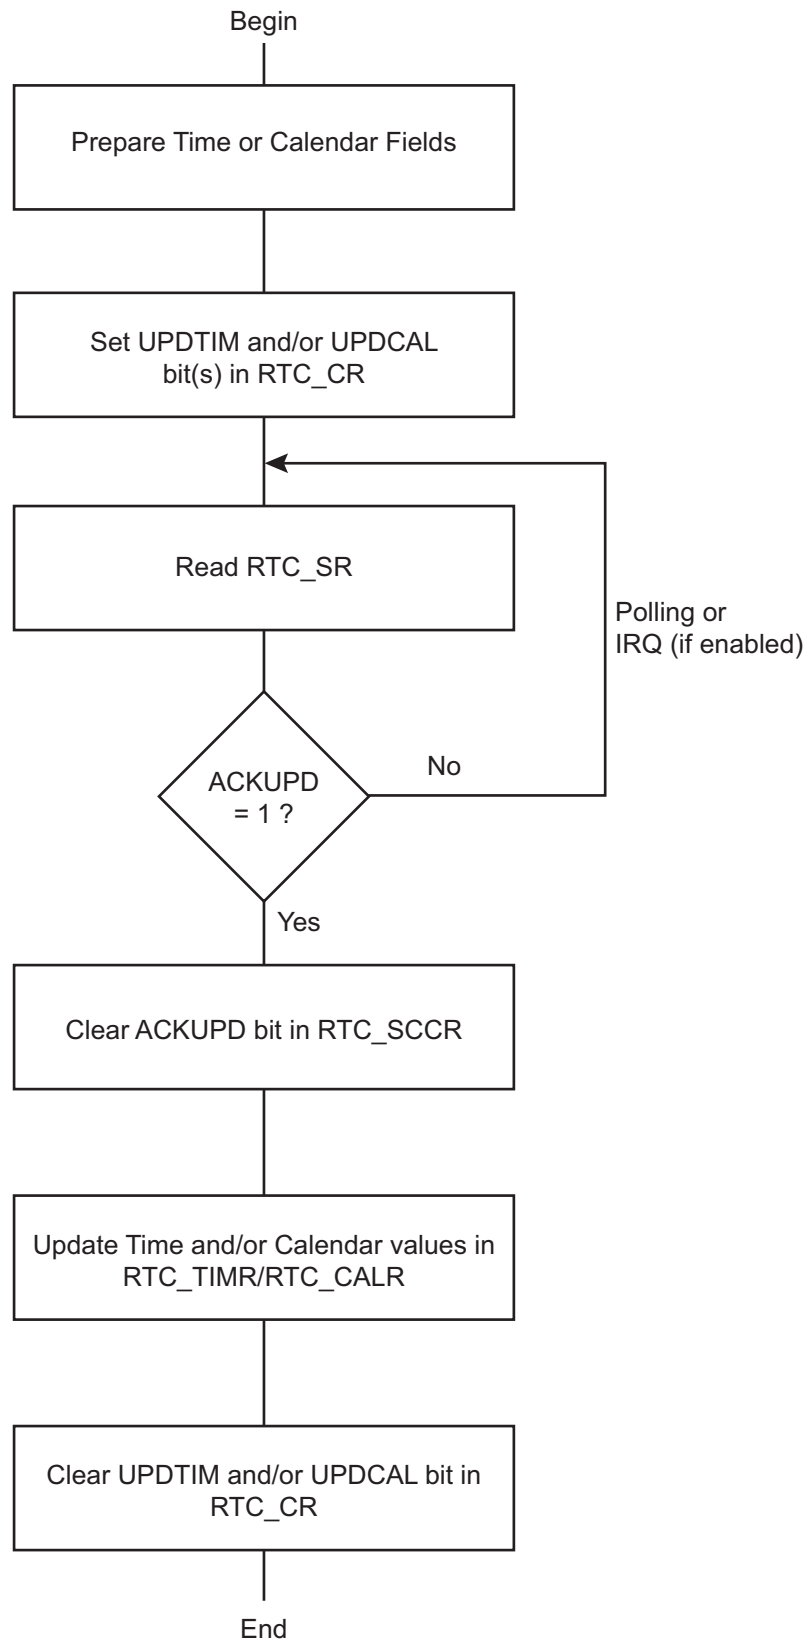 Begin
Prepare Time or Calendar Fields
Set UPDTIM and/or UPDCAL
bit(s) in RTC_CR
Read RTC_SR
Polling or
IRQ (if enabled)
ACKUPD
= 1 ?
No
Yes
Clear ACKUPD bit in RTC_SCCR
Update Time and/or Calendar values in
RTC_TIMR/RTC_CALR
Clear UPDTIM and/or UPDCAL bit in
RTC_CR
End